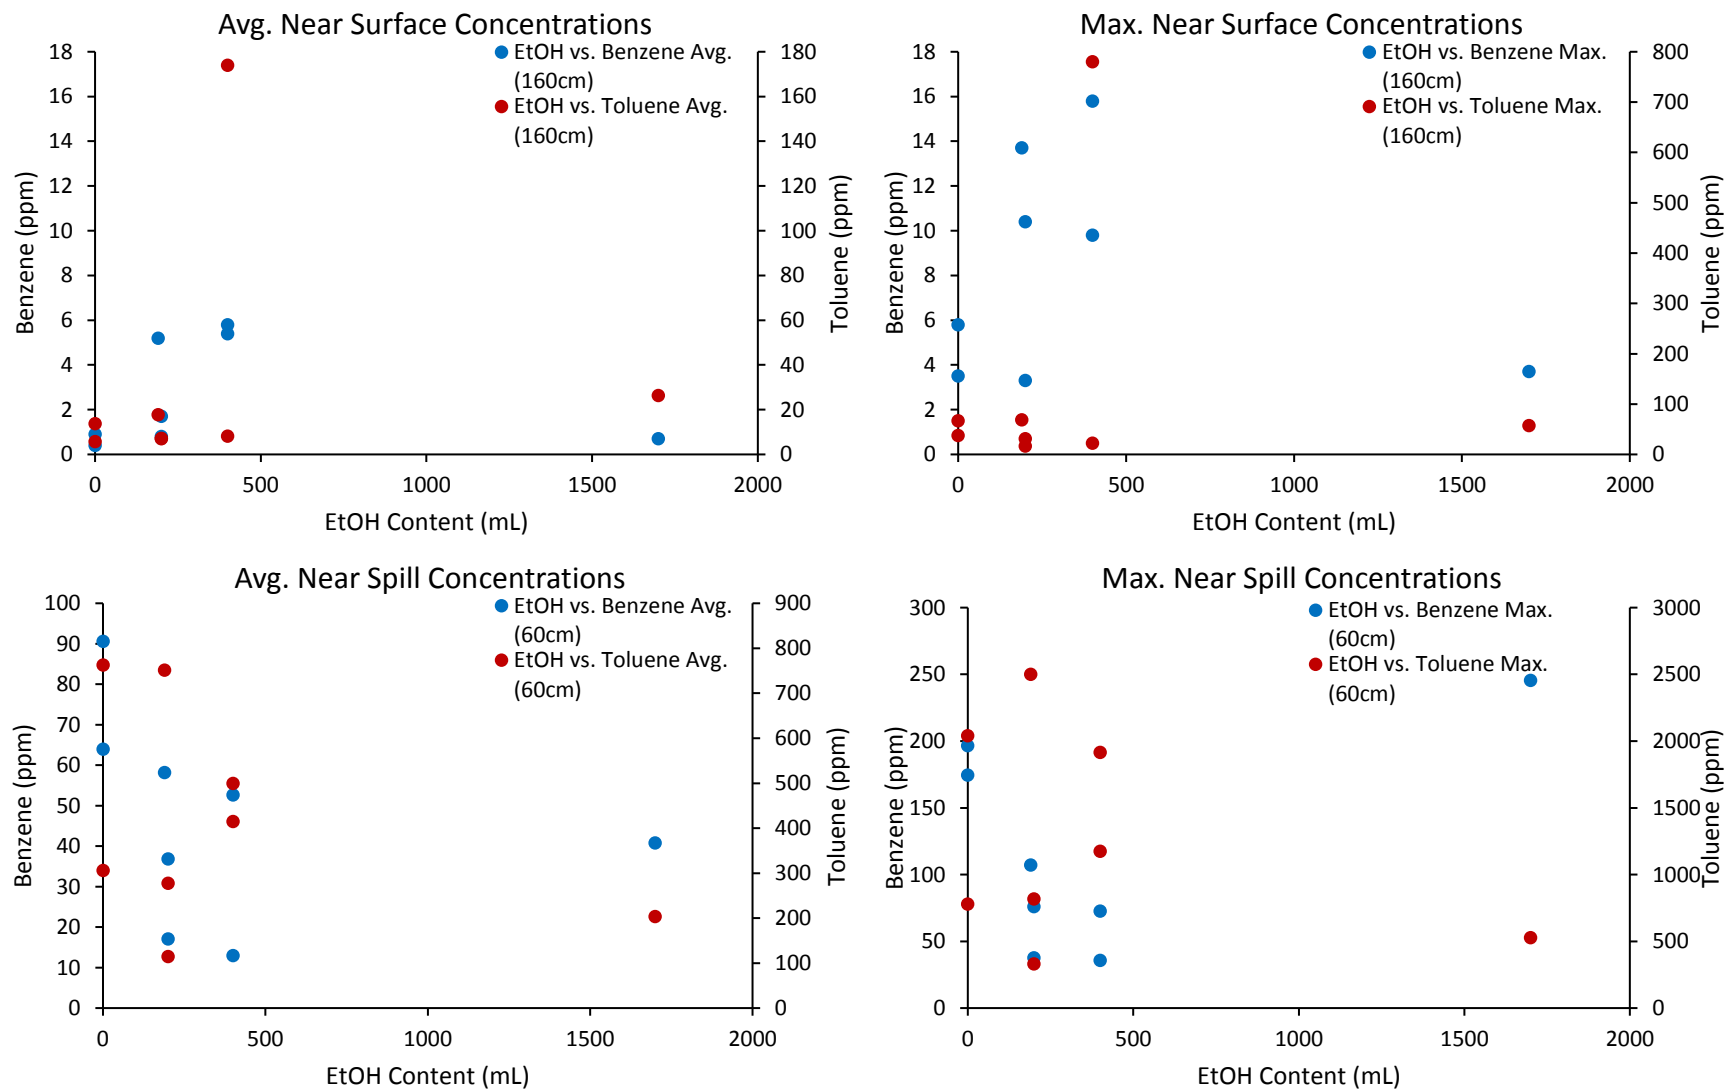 Avg. Near Surface Concentrations
EtOH vs. Benzene Avg.
(160cm)
EtOH vs. Toluene Avg.
(160cm)
18
16
14
12
10
8
6
4
2
0
180
160
140
120
100
80
60
40
20
0
Benzene (ppm)
Toluene (ppm)
0 500 1000 1500 2000
EtOH Content (mL)
Max. Near Surface Concentrations
EtOH vs. Benzene Max.
(160cm)
EtOH vs. Toluene Max.
(160cm)
18
16
14
12
10
8
6
4
2
0
800
700
600
500
400
300
200
100
0
Benzene (ppm)
Toluene (ppm)
0 500 1000 1500 2000
EtOH Content (mL)
Avg. Near Spill Concentrations
EtOH vs. Benzene Avg.
(60cm)
EtOH vs. Toluene Avg.
(60cm)
100
90
80
70
60
50
40
30
20
10
0
900
800
700
600
500
400
300
200
100
0
Benzene (ppm)
Toluene (ppm)
0 500 1000 1500 2000
EtOH Content (mL)
Max. Near Spill Concentrations
EtOH vs. Benzene Max.
(60cm)
EtOH vs. Toluene Max.
(60cm)
300
250
200
150
100
50
0
3000
2500
2000
1500
1000
500
0
Benzene (ppm)
Toluene (ppm)
0 500 1000 1500 2000
EtOH Content (mL)